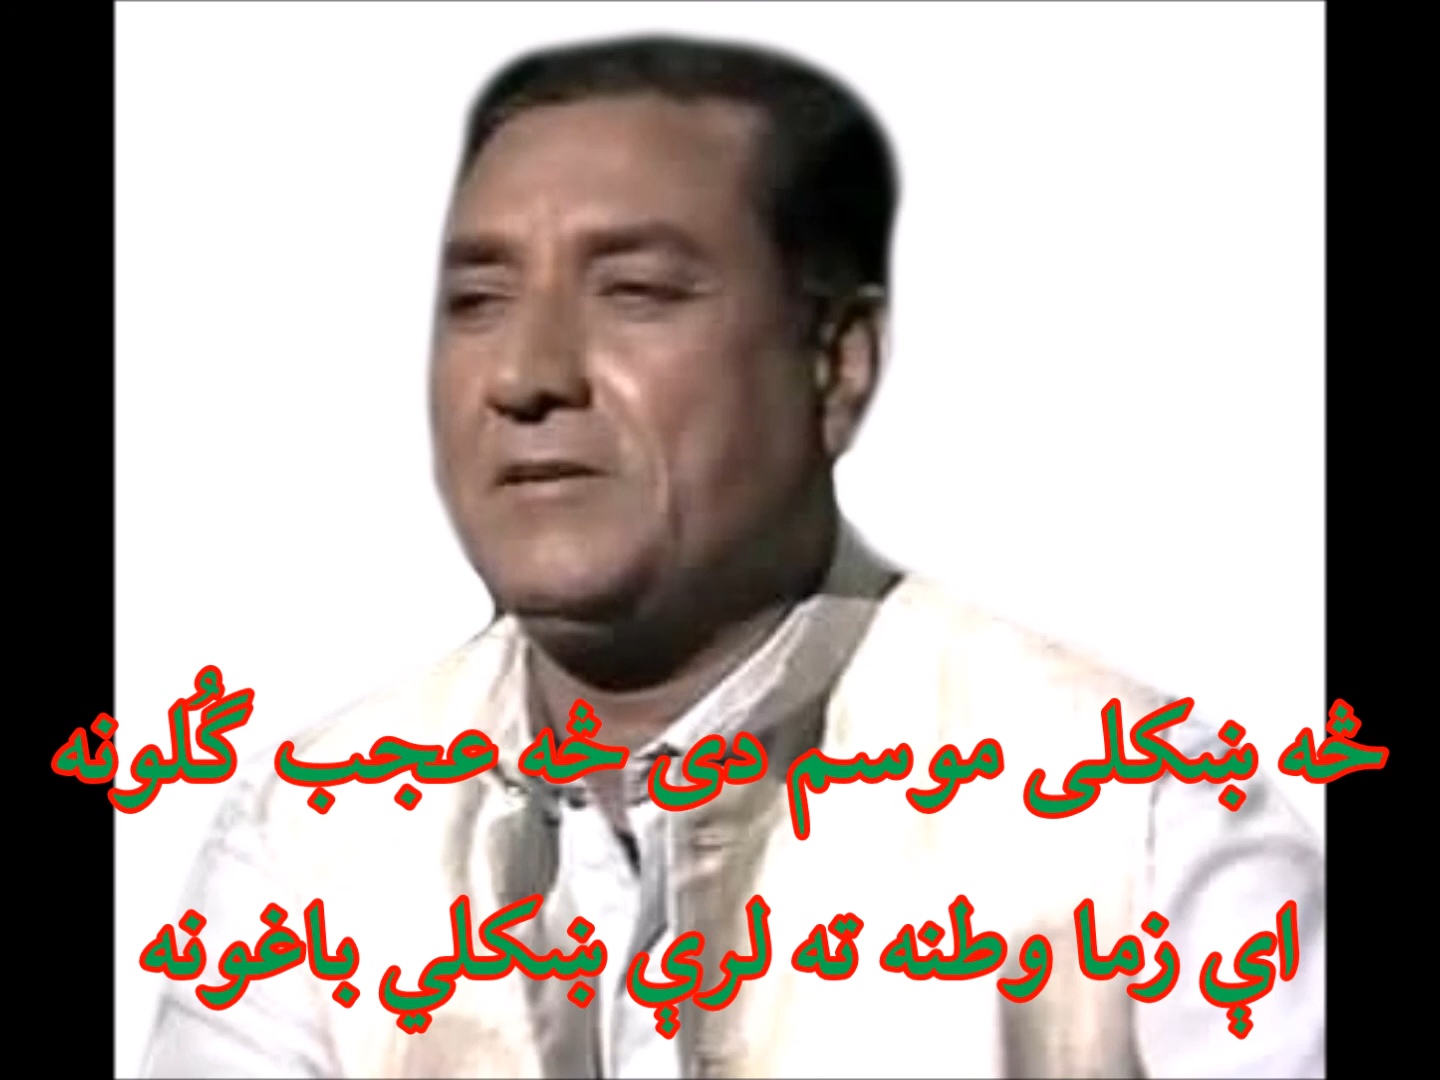 څه ښکلی موسم دی څه عجب گُلونه
اې زما وطنه ته لرې ښکلي باغونه